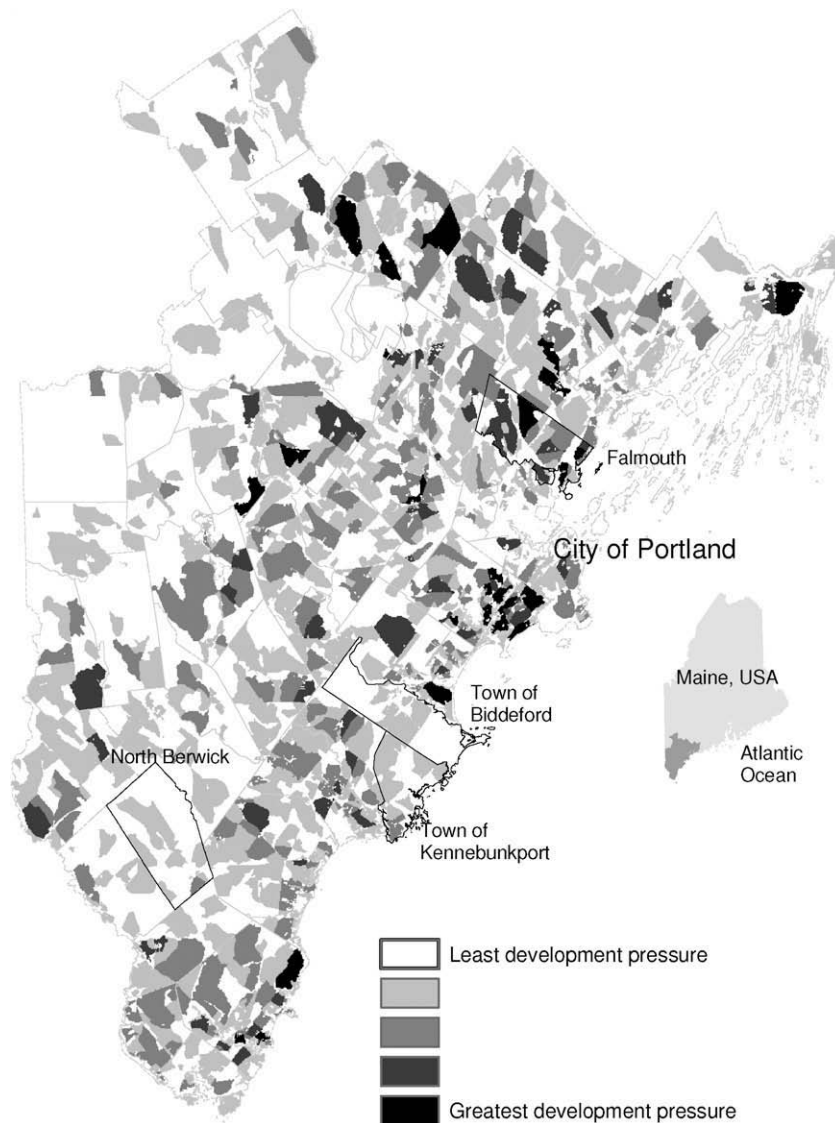 Falmouth
City of Portland
Maine, USA
Town of
Biddeford
North Berwick
Atlantic
Ocean
Town of
Kennebunkport
Least development pressure
Greatest development pressure